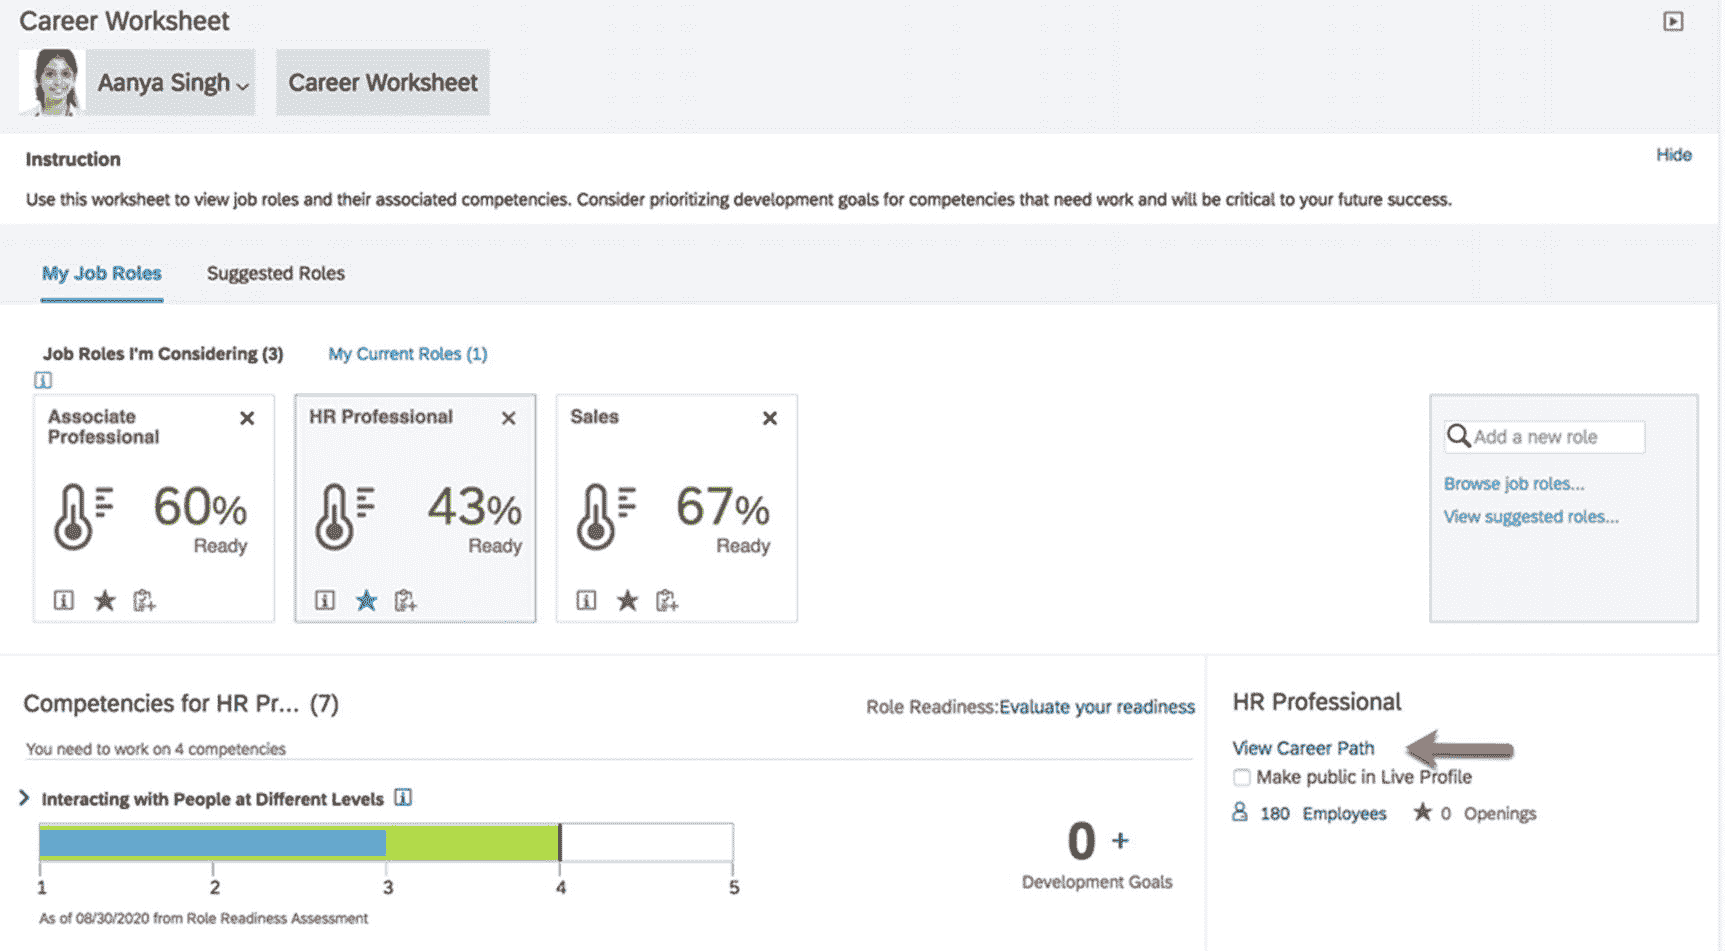 Career Worksheet
Aanya Singh
Career Worksheet
Instruction
Hide
Use this worksheet to view job roles and their associated competencies. Consider prioritizing development goals for competencies that need work and will be critical to your future success.
My Job Roles
Suggested Roles
Job Roles I'm Considering (3)
My Current Roles (1)
Associate
Professional
60%
Ready
HR Professional
43%
Ready
Sales
67%
Ready
Add a new role
Browse job roles...
View suggested roles...
Competencies for HR Pr... (7)
Role Readiness:Evaluate your readiness
You need to work on 4 competencies
Interacting with People at Different Levels
1 2 3 4 5
As of 08/30/2020 from Role Readiness Assessment
0 +
Development Goals
HR Professional
View Career Path
Make public in Live Profile
180 Employees 0 Openings